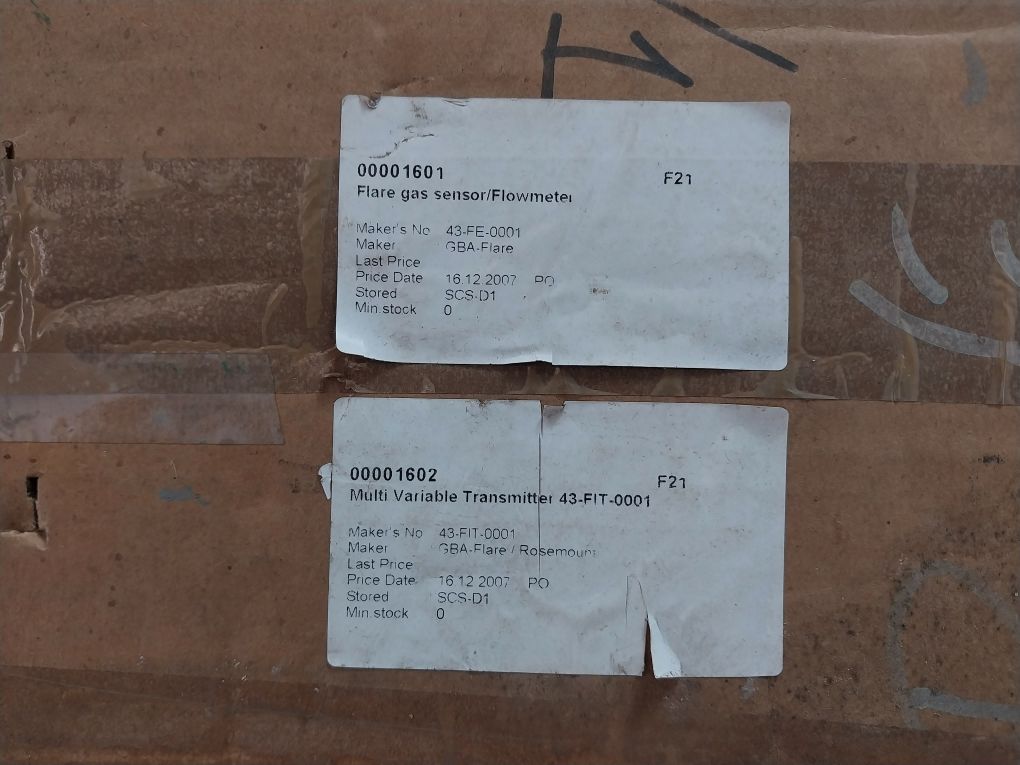 00001601 F21
Flare gas sensor/Flowmeter
Maker's No 43-FE-0001
Maker GBA-Flare
Last Price
Price Date 16.12.2007 PO
Stored SCS-D1
Min.stock 0
00001602 F21
Multi Variable Transmitter 43-FIT-0001
Maker's No 43-FIT-0001
Maker GBA-Flare / Rosemount
Last Price
Price Date 16.12.2007 PO
Stored SCS-D1
Min.stock 0